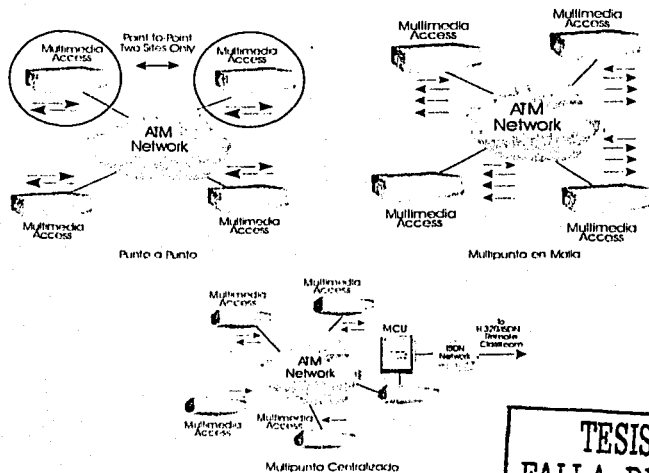 Multimedia
Access
Point-to-Point
Two Sites Only
Multimedia
Access
ATM
Network
Multimedia
Access
Multimedia
Access
Punto a Punto
Multimedia
Access
Multimedia
Access
ATM
Network
Multimedia
Access
Multimedia
Access
Multipunto en Malla
Multimedia
Access
Multimedia
Access
MCU
to
H.320/ISDN
Remote
Classroom
ISDN
Network
ATM
Network
Multimedia
Access
Multimedia
Access
Multipunto Centralizado
TESIS
FALLA